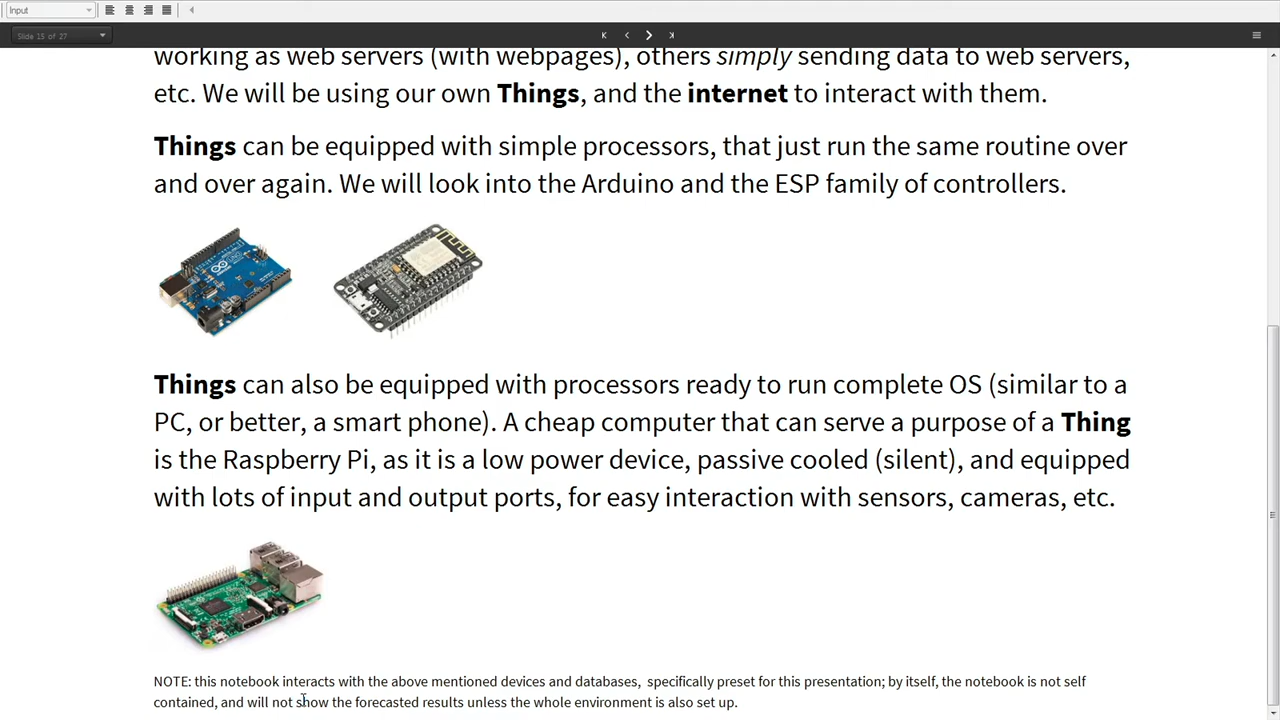 Input
Slide 15 of 27
working as web servers (with webpages), others simply sending data to web servers,
etc. We will be using our own Things, and the internet to interact with them.
Things can be equipped with simple processors, that just run the same routine over
and over again. We will look into the Arduino and the ESP family of controllers.
Things can also be equipped with processors ready to run complete OS (similar to a
PC, or better, a smart phone). A cheap computer that can serve a purpose of a Thing
is the Raspberry Pi, as it is a low power device, passive cooled (silent), and equipped
with lots of input and output ports, for easy interaction with sensors, cameras, etc.
NOTE: this notebook interacts with the above mentioned devices and databases, specifically preset for this presentation; by itself, the notebook is not self
contained, and will not show the forecasted results unless the whole environment is also set up.